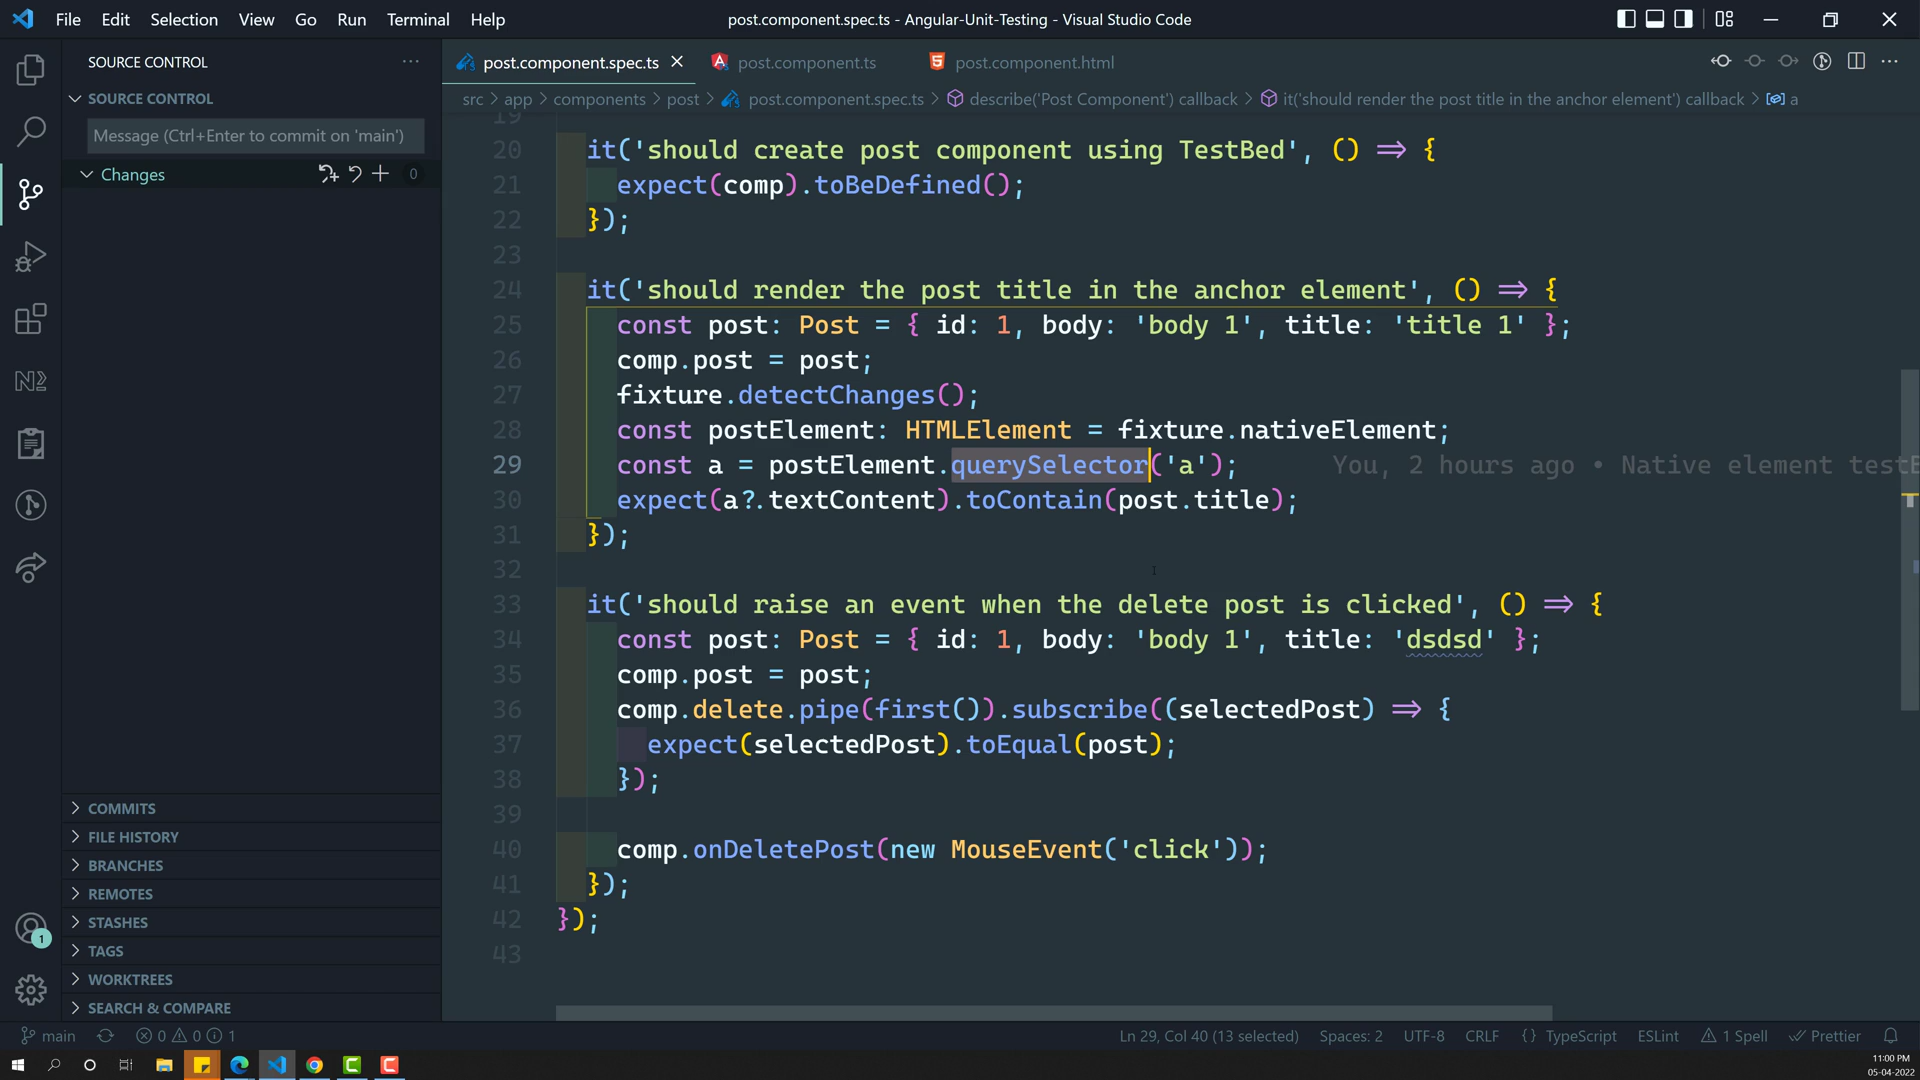 File Edit Selection View Go Run Terminal Help
post.component.spec.ts - Angular-Unit-Testing - Visual Studio Code
SOURCE CONTROL
SOURCE CONTROL
Message (Ctrl+Enter to commit on 'main')
Changes 0
COMMITS
FILE HISTORY
BRANCHES
REMOTES
STASHES
TAGS
WORKTREES
SEARCH & COMPARE
1
post.component.spec.ts post.component.ts post.component.html
src > app > components > post > post.component.spec.ts > describe('Post Component') callback > it('should render the post title in the anchor element') callback > a
19
20 it('should create post component using TestBed', () => {
21 expect(comp).toBeDefined();
22 });
23
24 it('should render the post title in the anchor element', () => {
25 const post: Post = { id: 1, body: 'body 1', title: 'title 1' };
26 comp.post = post;
27 fixture.detectChanges();
28 const postElement: HTMLElement = fixture.nativeElement;
29 const a = postElement.querySelector('a'); You, 2 hours ago • Native element test
30 expect(a?.textContent).toContain(post.title);
31 });
32
33 it('should raise an event when the delete post is clicked', () => {
34 const post: Post = { id: 1, body: 'body 1', title: 'dsdsd' };
35 comp.post = post;
36 comp.delete.pipe(first()).subscribe((selectedPost) => {
37 expect(selectedPost).toEqual(post);
38 });
39
40 comp.onDeletePost(new MouseEvent('click'));
41 });
42 });
43
main 0 0 1 Ln 29, Col 40 (13 selected) Spaces: 2 UTF-8 CRLF {} TypeScript ESLint 1 Spell Prettier
11:00 PM
05-04-2022